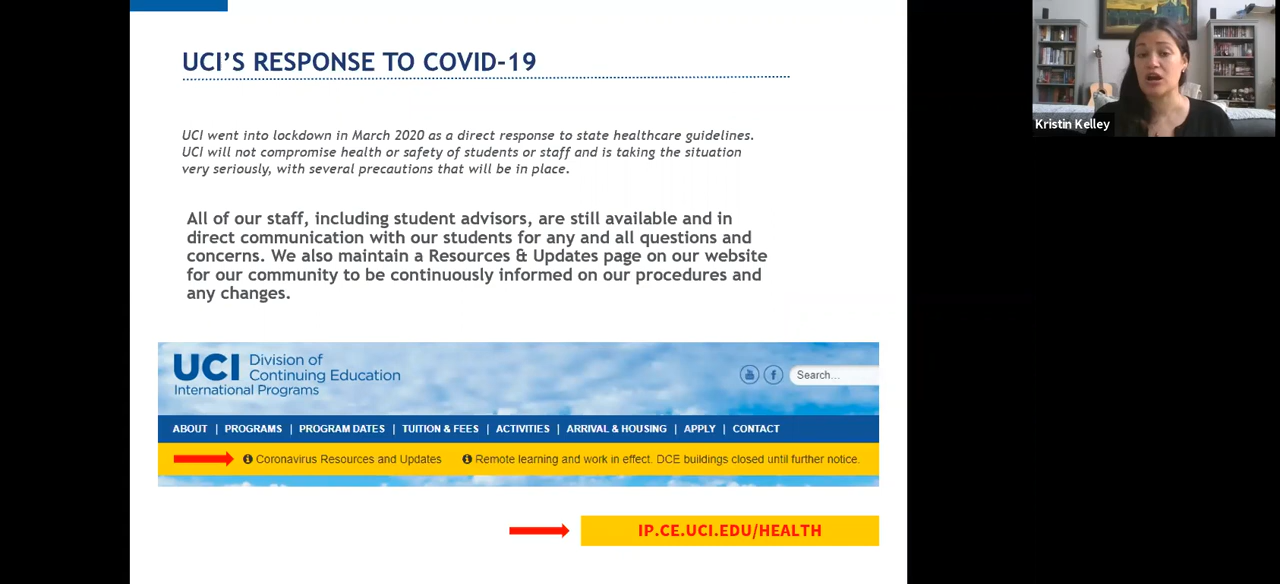 UCI'S RESPONSE TO COVID-19
Kristin Kelley
UCI went into lockdown in March 2020 as a direct response to state healthcare guidelines.
UCI will not compromise health or safety of students or staff and is taking the situation
very seriously, with several precautions that will be in place.
All of our staff, including student advisors, are still available and in
direct communication with our students for any and all questions and
concerns. We also maintain a Resources & Updates page on our website
for our community to be continuously informed on our procedures and
any changes.
UCI Division of
Continuing Education
International Programs
Search...
ABOUT | PROGRAMS | PROGRAM DATES | TUITION & FEES | ACTIVITIES | ARRIVAL & HOUSING | APPLY | CONTACT
Coronavirus Resources and Updates Remote learning and work in effect. DCE buildings closed until further notice.
IP.CE.UCI.EDU/HEALTH